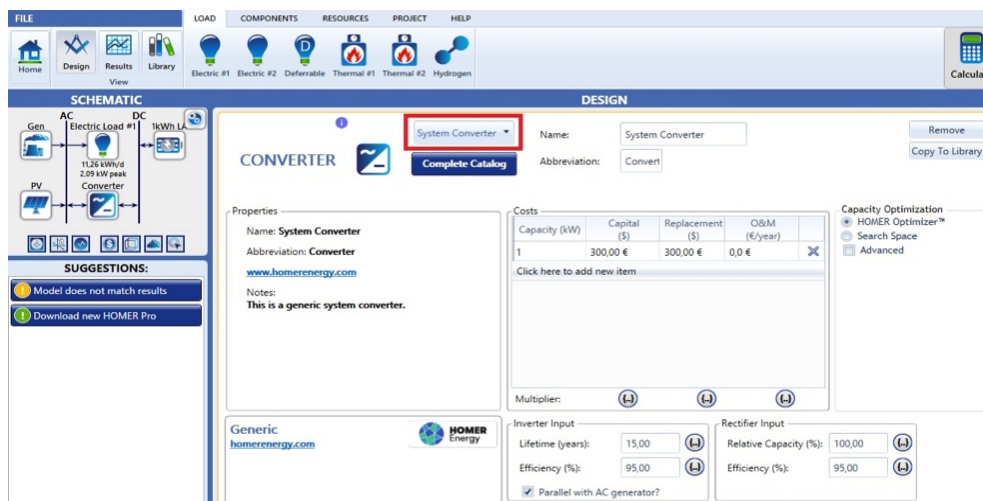 FILE LOAD COMPONENTS RESOURCES PROJECT HELP
Home Design Results Library Electric #1 Electric #2 Deferrable Thermal #1 Thermal #2 Hydrogen
View
Calcula
SCHEMATIC
AC DC
Gen Electric Load #1 1kWh LA
11,26 kWh/d
2,09 kW peak
PV Converter
SUGGESTIONS:
Model does not match results
Download new HOMER Pro
DESIGN
CONVERTER
System Converter
Complete Catalog
Name: System Converter
Abbreviation: Convert
Remove
Copy To Library
Properties
Name: System Converter
Abbreviation: Converter
www.homerenergy.com
Notes:
This is a generic system converter.
Generic
homerenergy.com
HOMER
Energy
Costs
Capacity (kW) Capital ($) Replacement ($) O&M (€/year)
1 300,00 € 300,00 € 0,0 €
Click here to add new item
Multiplier: (..) (..) (..)
Capacity Optimization
HOMER Optimizer™
Search Space
Advanced
Inverter Input
Lifetime (years): 15,00 (..)
Efficiency (%): 95,00 (..)
Parallel with AC generator?
Rectifier Input
Relative Capacity (%): 100,00 (..)
Efficiency (%): 95,00 (..)